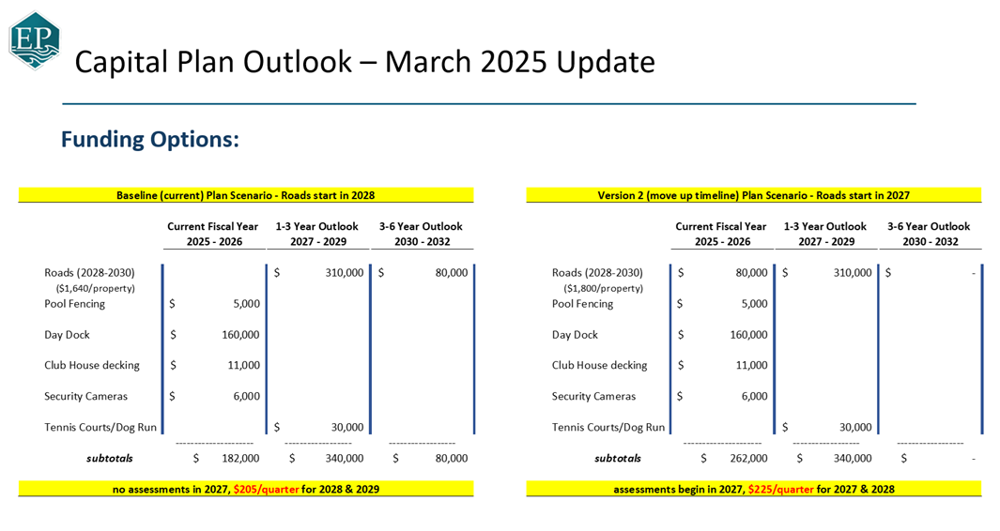 EP
Capital Plan Outlook – March 2025 Update
Funding Options:
Baseline (current) Plan Scenario - Roads start in 2028
Current Fiscal Year 1-3 Year Outlook 3-6 Year Outlook
2025 - 2026 2027 - 2029 2030 - 2032
Roads (2028-2030) $ 310,000 $ 80,000
($1,640/property)
Pool Fencing $ 5,000
Day Dock $ 160,000
Club House decking $ 11,000
Security Cameras $ 6,000
Tennis Courts/Dog Run $ 30,000
--------------------- ------------------ ------------------
subtotals $ 182,000 $ 340,000 $ 80,000
no assessments in 2027, $205/quarter for 2028 & 2029
Version 2 (move up timeline) Plan Scenario - Roads start in 2027
Current Fiscal Year 1-3 Year Outlook 3-6 Year Outlook
2025 - 2026 2027 - 2029 2030 - 2032
Roads (2028-2030) $ 80,000 $ 310,000 $ -
($1,800/property)
Pool Fencing $ 5,000
Day Dock $ 160,000
Club House decking $ 11,000
Security Cameras $ 6,000
Tennis Courts/Dog Run $ 30,000
--------------------- ------------------ ------------------
subtotals $ 262,000 $ 340,000 $ -
assessments begin in 2027, $225/quarter for 2027 & 2028